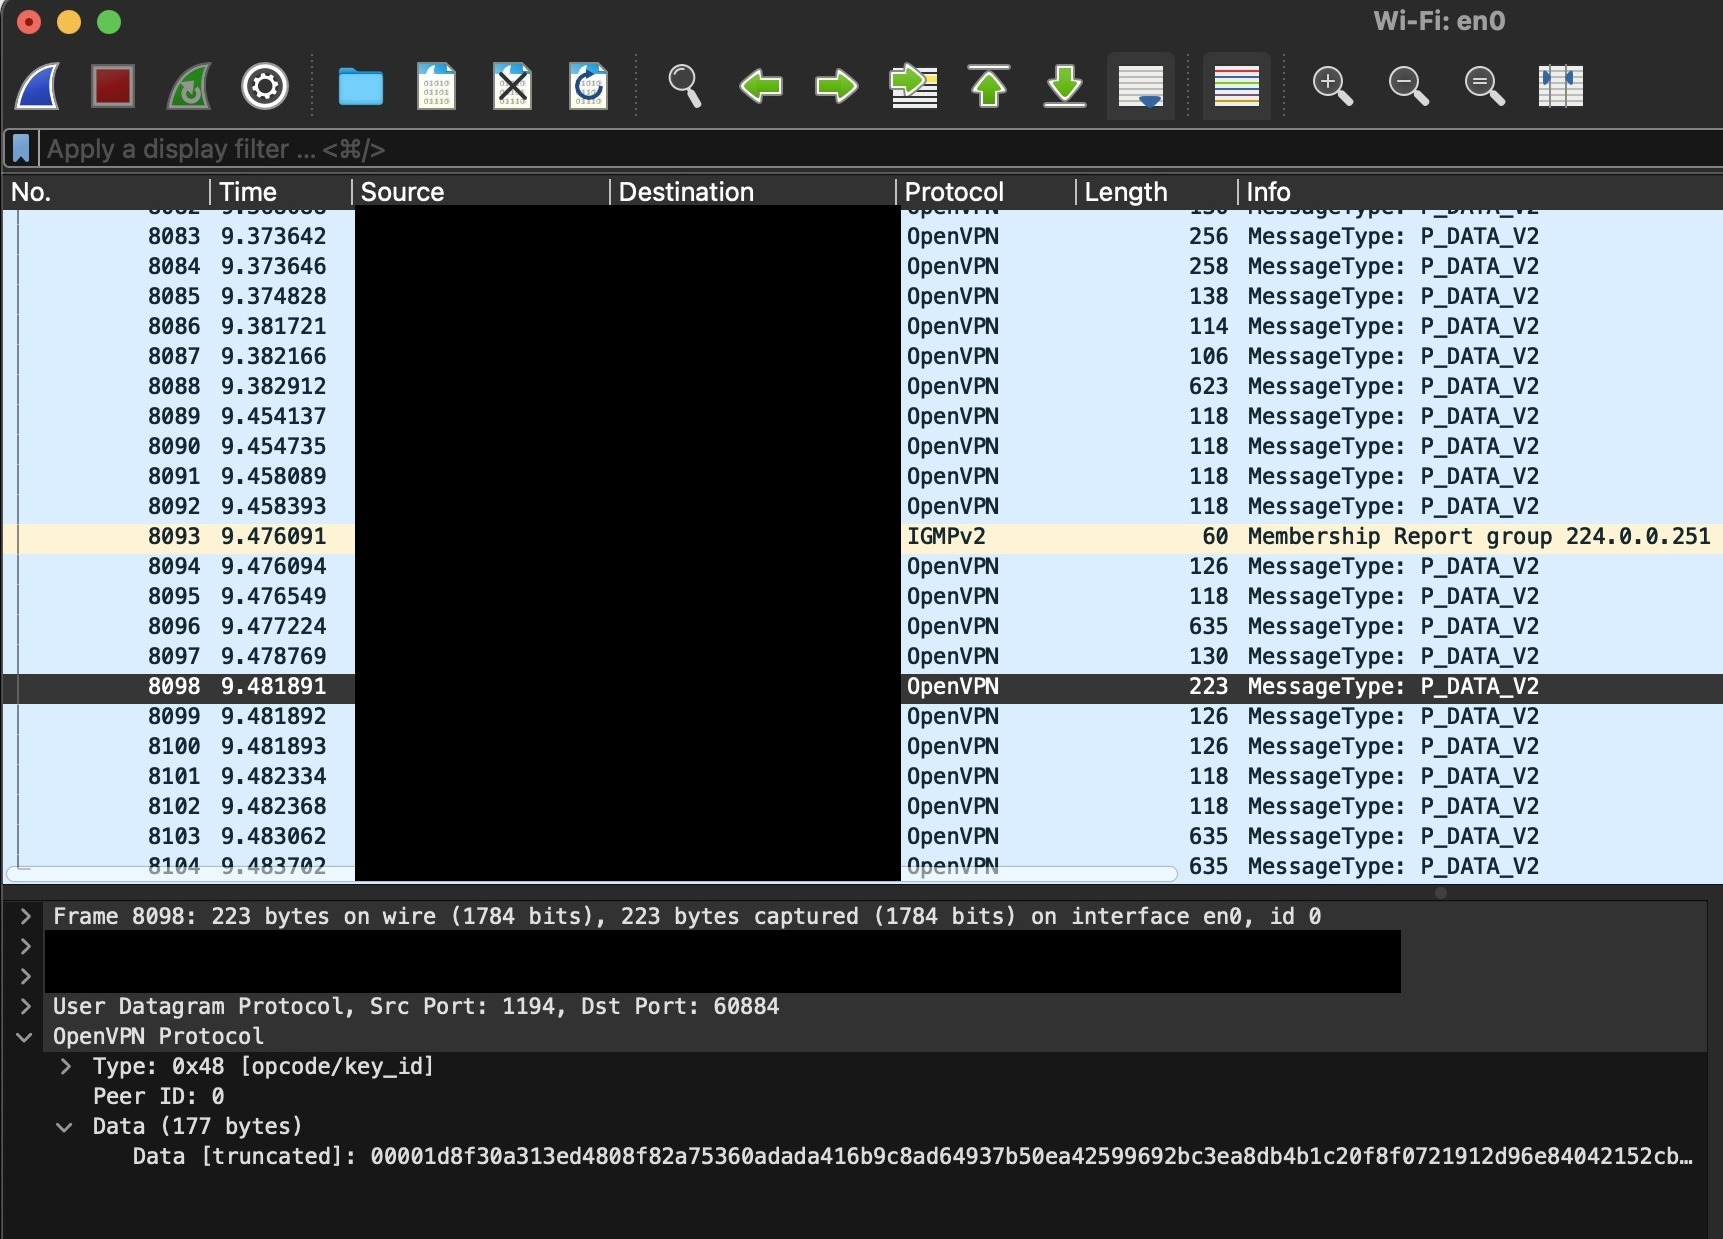 Wi-Fi: en0
Apply a display filter ... <⌘/>
No. Time Source Destination Protocol Length Info
8083 9.373642 OpenVPN 256 MessageType: P_DATA_V2
8084 9.373646 OpenVPN 258 MessageType: P_DATA_V2
8085 9.374828 OpenVPN 138 MessageType: P_DATA_V2
8086 9.381721 OpenVPN 114 MessageType: P_DATA_V2
8087 9.382166 OpenVPN 106 MessageType: P_DATA_V2
8088 9.382912 OpenVPN 623 MessageType: P_DATA_V2
8089 9.454137 OpenVPN 118 MessageType: P_DATA_V2
8090 9.454735 OpenVPN 118 MessageType: P_DATA_V2
8091 9.458089 OpenVPN 118 MessageType: P_DATA_V2
8092 9.458393 OpenVPN 118 MessageType: P_DATA_V2
8093 9.476091 IGMPv2 60 Membership Report group 224.0.0.251
8094 9.476094 OpenVPN 126 MessageType: P_DATA_V2
8095 9.476549 OpenVPN 118 MessageType: P_DATA_V2
8096 9.477224 OpenVPN 635 MessageType: P_DATA_V2
8097 9.478769 OpenVPN 130 MessageType: P_DATA_V2
8098 9.481891 OpenVPN 223 MessageType: P_DATA_V2
8099 9.481892 OpenVPN 126 MessageType: P_DATA_V2
8100 9.481893 OpenVPN 126 MessageType: P_DATA_V2
8101 9.482334 OpenVPN 118 MessageType: P_DATA_V2
8102 9.482368 OpenVPN 118 MessageType: P_DATA_V2
8103 9.483062 OpenVPN 635 MessageType: P_DATA_V2
8104 9.483702 OpenVPN 635 MessageType: P_DATA_V2
Frame 8098: 223 bytes on wire (1784 bits), 223 bytes captured (1784 bits) on interface en0, id 0
User Datagram Protocol, Src Port: 1194, Dst Port: 60884
OpenVPN Protocol
Type: 0x48 [opcode/key_id]
Peer ID: 0
Data (177 bytes)
Data [truncated]: 00001d8f30a313ed4808f82a75360adada416b9c8ad64937b50ea42599692bc3ea8db4b1c20f8f0721912d96e84042152cb…